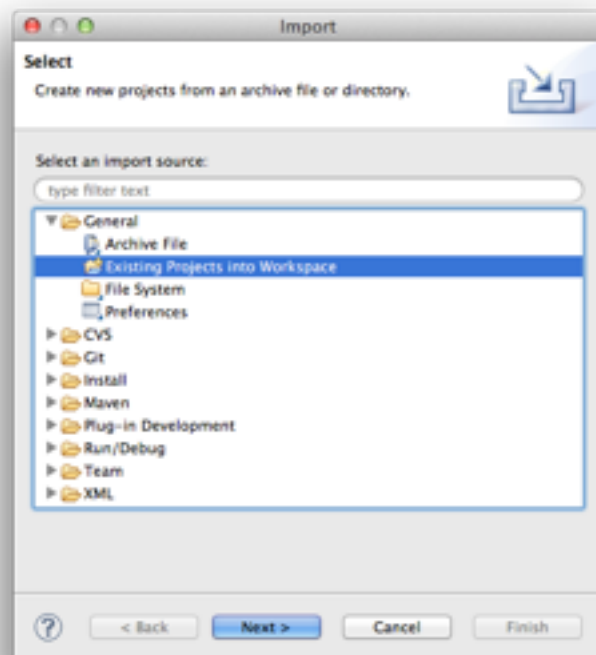 Import
Select
Create new projects from an archive file or directory.
Select an import source:
type filter text
General
Archive File
Existing Projects into Workspace
File System
Preferences
CVS
Git
Install
Maven
Plug-in Development
Run/Debug
Team
XML
?
< Back
Next >
Cancel
Finish